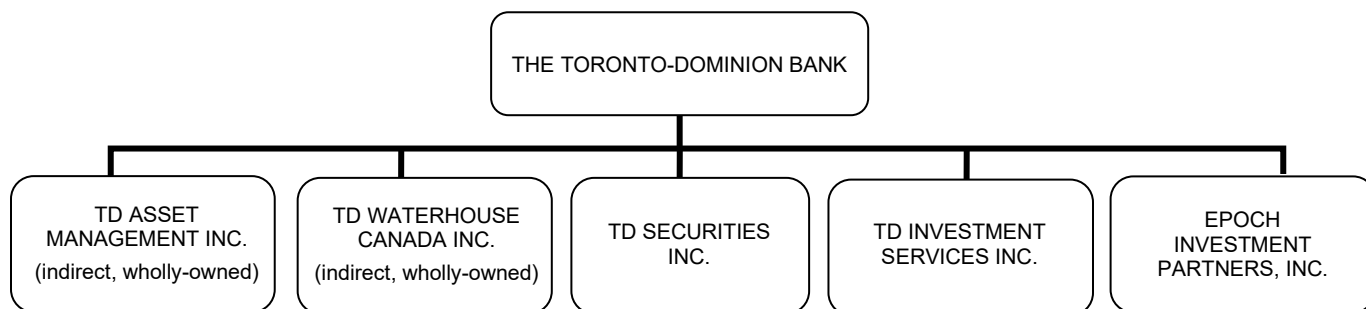 THE TORONTO-DOMINION BANK
TD ASSET
MANAGEMENT INC.
(indirect, wholly-owned)
TD WATERHOUSE
CANADA INC.
(indirect, wholly-owned)
TD SECURITIES
INC.
TD INVESTMENT
SERVICES INC.
EPOCH
INVESTMENT
PARTNERS, INC.